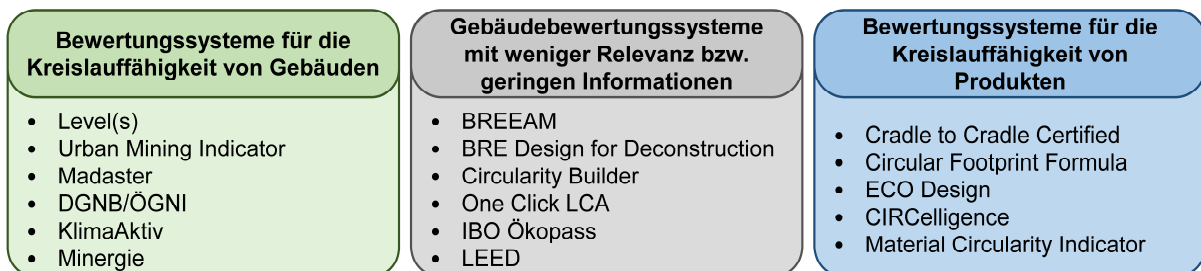 Bewertungssysteme für die
Kreislauffähigkeit von Gebäuden
• Level(s)
• Urban Mining Indicator
• Madaster
• DGNB/ÖGNI
• KlimaAktiv
• Minergie
Gebäudebewertungssysteme
mit weniger Relevanz bzw.
geringen Informationen
• BREEAM
• BRE Design for Deconstruction
• Circularity Builder
• One Click LCA
• IBO Ökopass
• LEED
Bewertungssysteme für die
Kreislauffähigkeit von
Produkten
• Cradle to Cradle Certified
• Circular Footprint Formula
• ECO Design
• CIRCelligence
• Material Circularity Indicator